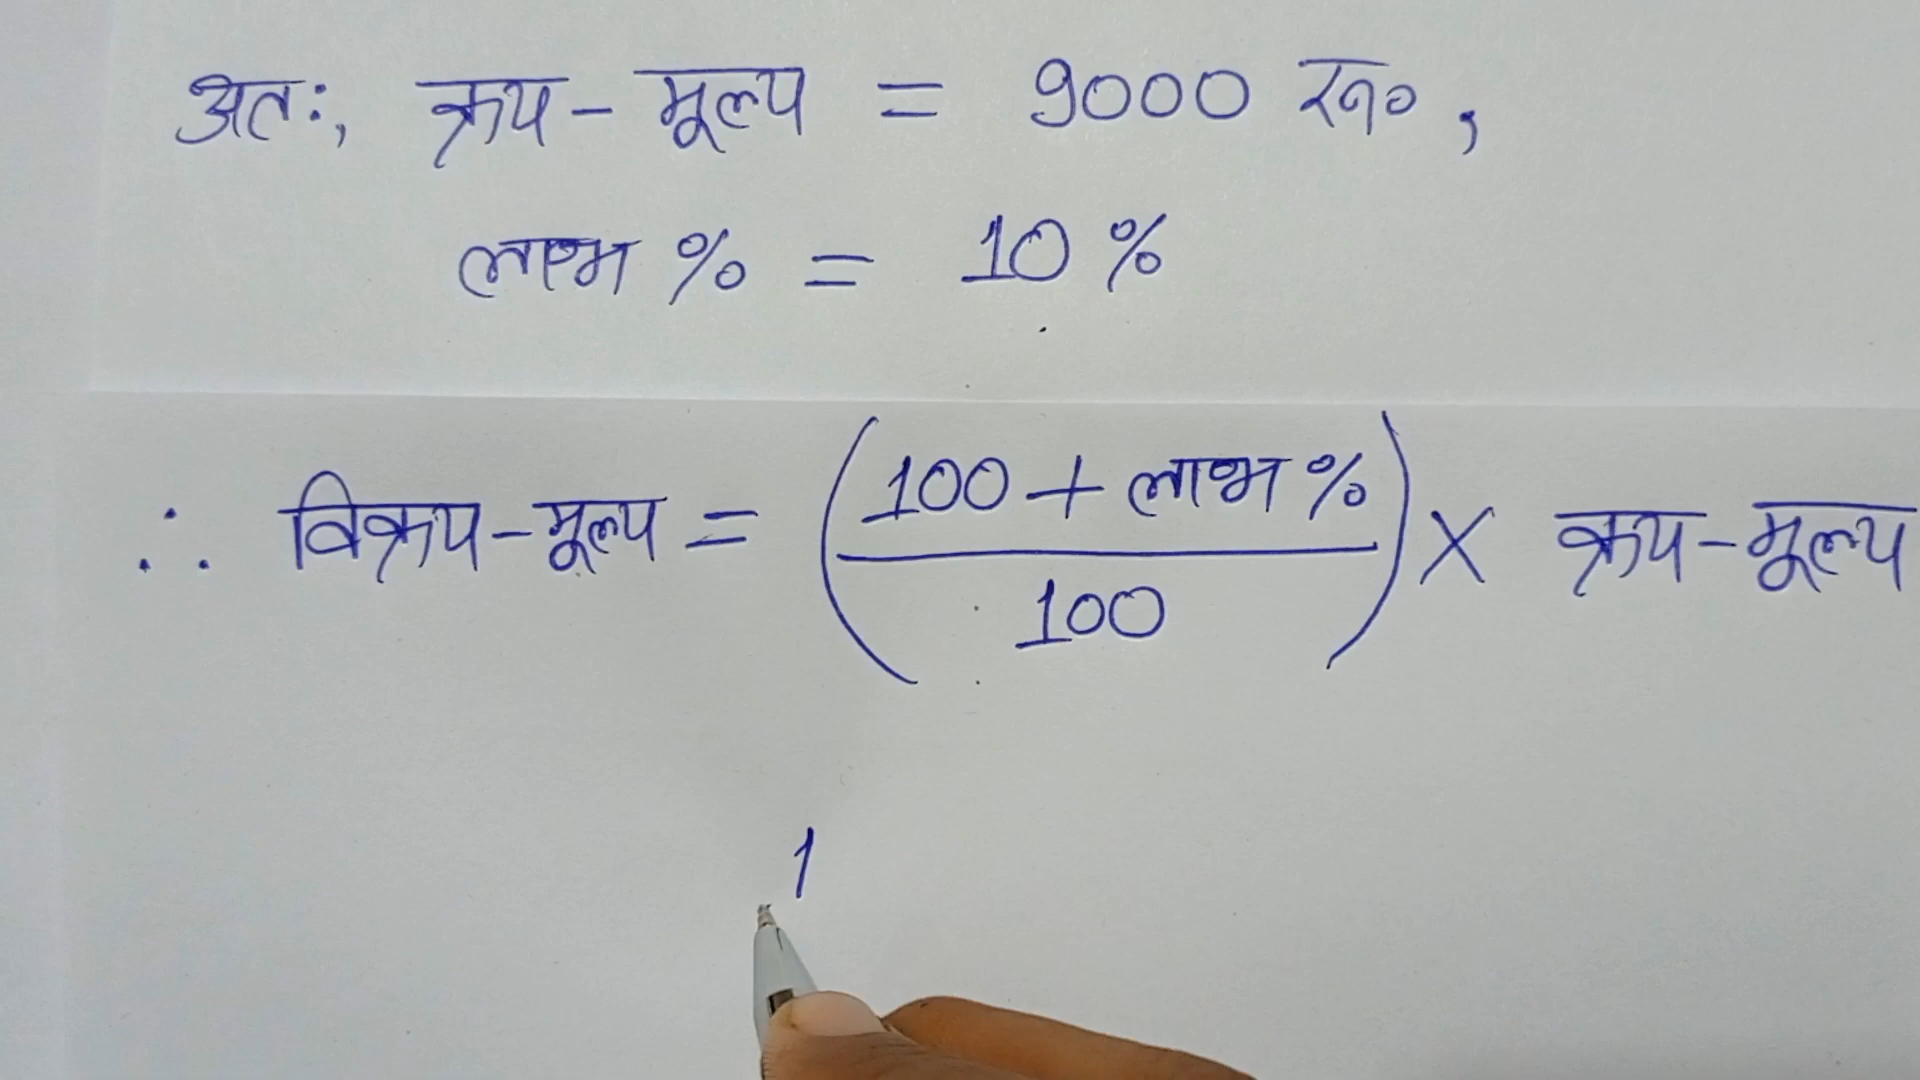 अतः, क्रय-मूल्य = 9000 रू०,
लाभ % = 10 %
∴ विक्रय-मूल्य = (100 + लाभ % / 100) × क्रय-मूल्य
1